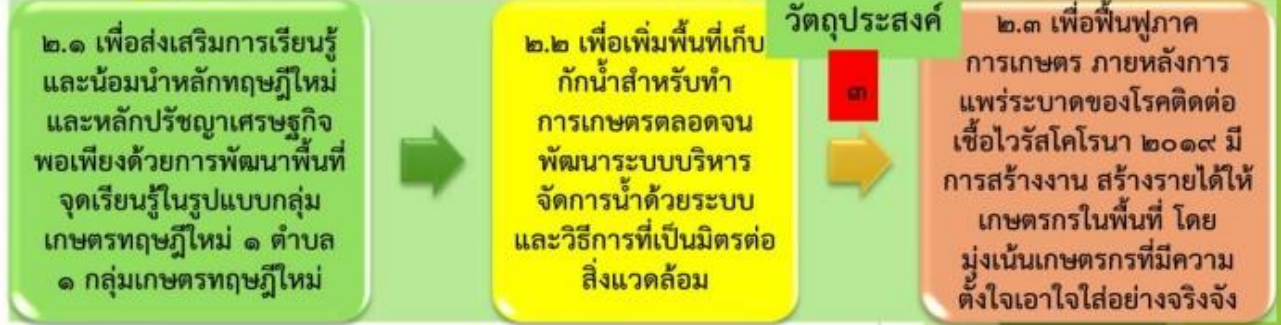 วัตถุประสงค์
๓
๒.๑ เพื่อส่งเสริมการเรียนรู้
และน้อมนำหลักทฤษฎีใหม่
และหลักปรัชญาเศรษฐกิจ
พอเพียงด้วยการพัฒนาพื้นที่
จุดเรียนรู้ในรูปแบบกลุ่ม
เกษตรทฤษฎีใหม่ ๑ ตำบล
๑ กลุ่มเกษตรทฤษฎีใหม่
๒.๒ เพื่อเพิ่มพื้นที่เก็บ
กักน้ำสำหรับทำ
การเกษตรตลอดจน
พัฒนาระบบบริหาร
จัดการน้ำด้วยระบบ
และวิธีการที่เป็นมิตรต่อ
สิ่งแวดล้อม
๒.๓ เพื่อฟื้นฟูภาค
การเกษตร ภายหลังการ
แพร่ระบาดของโรคติดต่อ
เชื้อไวรัสโคโรนา ๒๐๑๙ มี
การสร้างงาน สร้างรายได้ให้
เกษตรกรในพื้นที่ โดย
มุ่งเน้นเกษตรกรที่มีความ
ตั้งใจเอาใจใส่อย่างจริงจัง